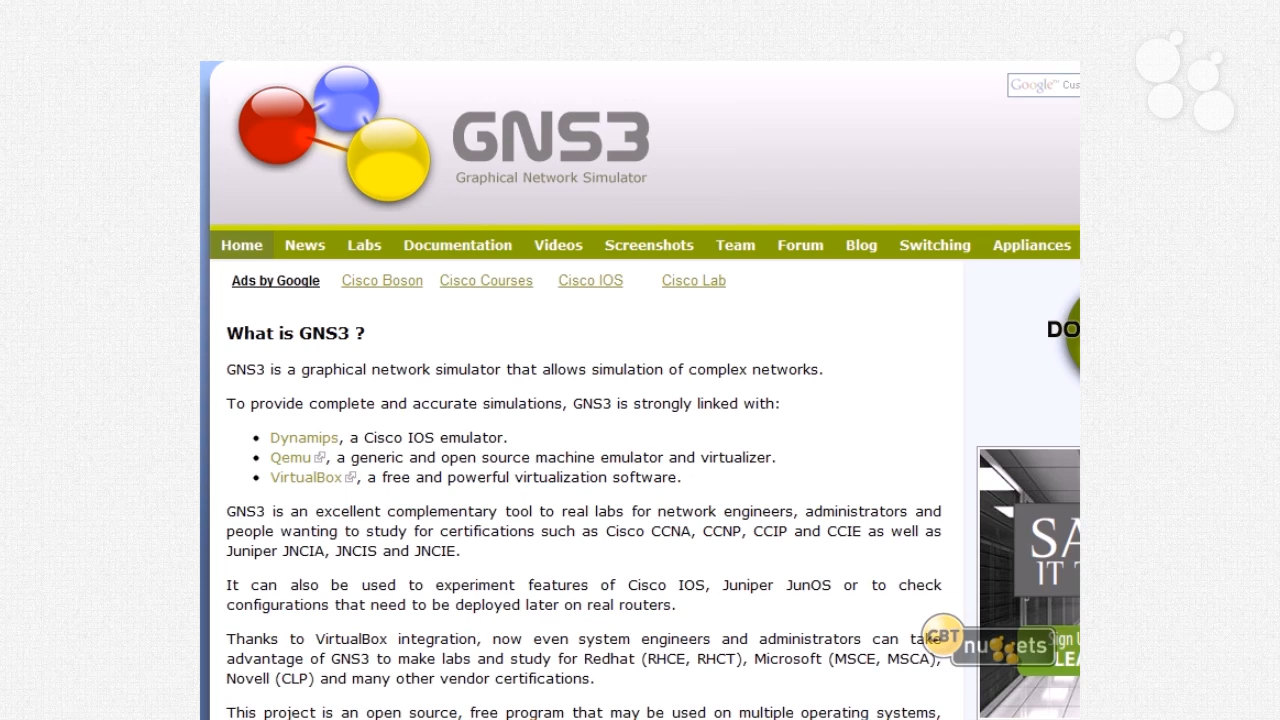 GNS3
Graphical Network Simulator
Google™
Home News Labs Documentation Videos Screenshots Team Forum Blog Switching Appliances
Ads by Google Cisco Boson Cisco Courses Cisco IOS Cisco Lab
What is GNS3 ?
GNS3 is a graphical network simulator that allows simulation of complex networks.
To provide complete and accurate simulations, GNS3 is strongly linked with:
Dynamips, a Cisco IOS emulator.
Qemu, a generic and open source machine emulator and virtualizer.
VirtualBox, a free and powerful virtualization software.
GNS3 is an excellent complementary tool to real labs for network engineers, administrators and
people wanting to study for certifications such as Cisco CCNA, CCNP, CCIP and CCIE as well as
Juniper JNCIA, JNCIS and JNCIE.
It can also be used to experiment features of Cisco IOS, Juniper JunOS or to check
configurations that need to be deployed later on real routers.
Thanks to VirtualBox integration, now even system engineers and administrators can take
advantage of GNS3 to make labs and study for Redhat (RHCE, RHCT), Microsoft (MSCE, MSCA),
Novell (CLP) and many other vendor certifications.
This project is an open source, free program that may be used on multiple operating systems,
DO
SA
IT
Sign
CBT nuggets